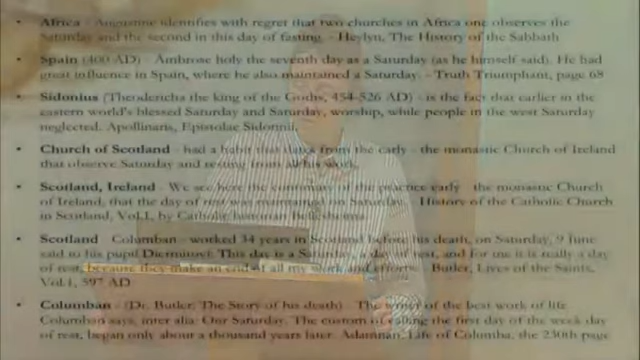 • Africa - Augustine identifies with regret that two churches in Africa one observes the
Saturday and the second in this day of fasting. - Heylyn, The History of the Sabbath
• Spain (400 AD) - Ambrose holy the seventh day as a Saturday (as he himself said). He had
great influence in Spain, where he also maintained a Saturday. - Truth Triumphant, page 68
• Sidonius (Theodericha the king of the Goths, 454-526 AD) - is the fact that earlier in the
eastern world's blessed Saturday and Saturday, worship, while people in the west Saturday
neglected. Apollinaris, Epistolae Sidonii,
• Church of Scotland - had a habit that dates from the early - the monastic Church of Ireland
that observe Saturday and resting from all his work.
• Scotland, Ireland - We see here the continuity of the practice early - the monastic Church
of Ireland, that the day of rest was maintained on Saturday. - History of the Catholic Church
in Scotland, Vol.1, by Catholic historian
• Scotland - Columban - worked 34 years in Scotland before his death, on Saturday, 9 June
said to his pupil This day is a Saturday, a day of rest, and for me it is really a day
of rest, because they make an end of all my work and efforts. - Butler, Lives of the Saints,
Vol.1, 597 AD
• Columban - (Dr. Butler. The Story of his death) - The writer of the best work of life
Columban says, inter alia: Our Saturday. The custom of calling the first day of the week day
of rest, began only about a thousand years later. Adamnan, Life of Columba, the 230th page